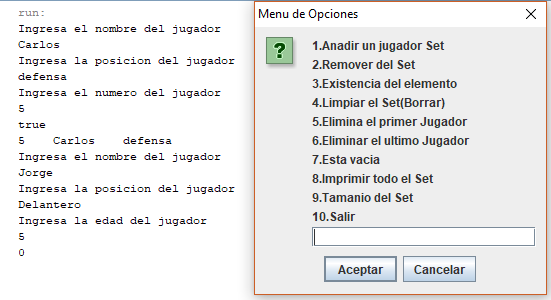 run:
Ingresa el nombre del jugador
Carlos
Ingresa la posicion del jugador
defensa
Ingresa el numero del jugador
5
true
5    Carlos    defensa
Ingresa el nombre del jugador
Jorge
Ingresa la posicion del jugador
Delantero
Ingresa la edad del jugador
5
0
Menu de Opciones
?
1.Anadir un jugador Set
2.Remover del Set
3.Existencia del elemento
4.Limpiar el Set(Borrar)
5.Elimina el primer Jugador
6.Eliminar el ultimo Jugador
7.Esta vacia
8.Imprimir todo el Set
9.Tamanio del Set
10.Salir
Aceptar Cancelar